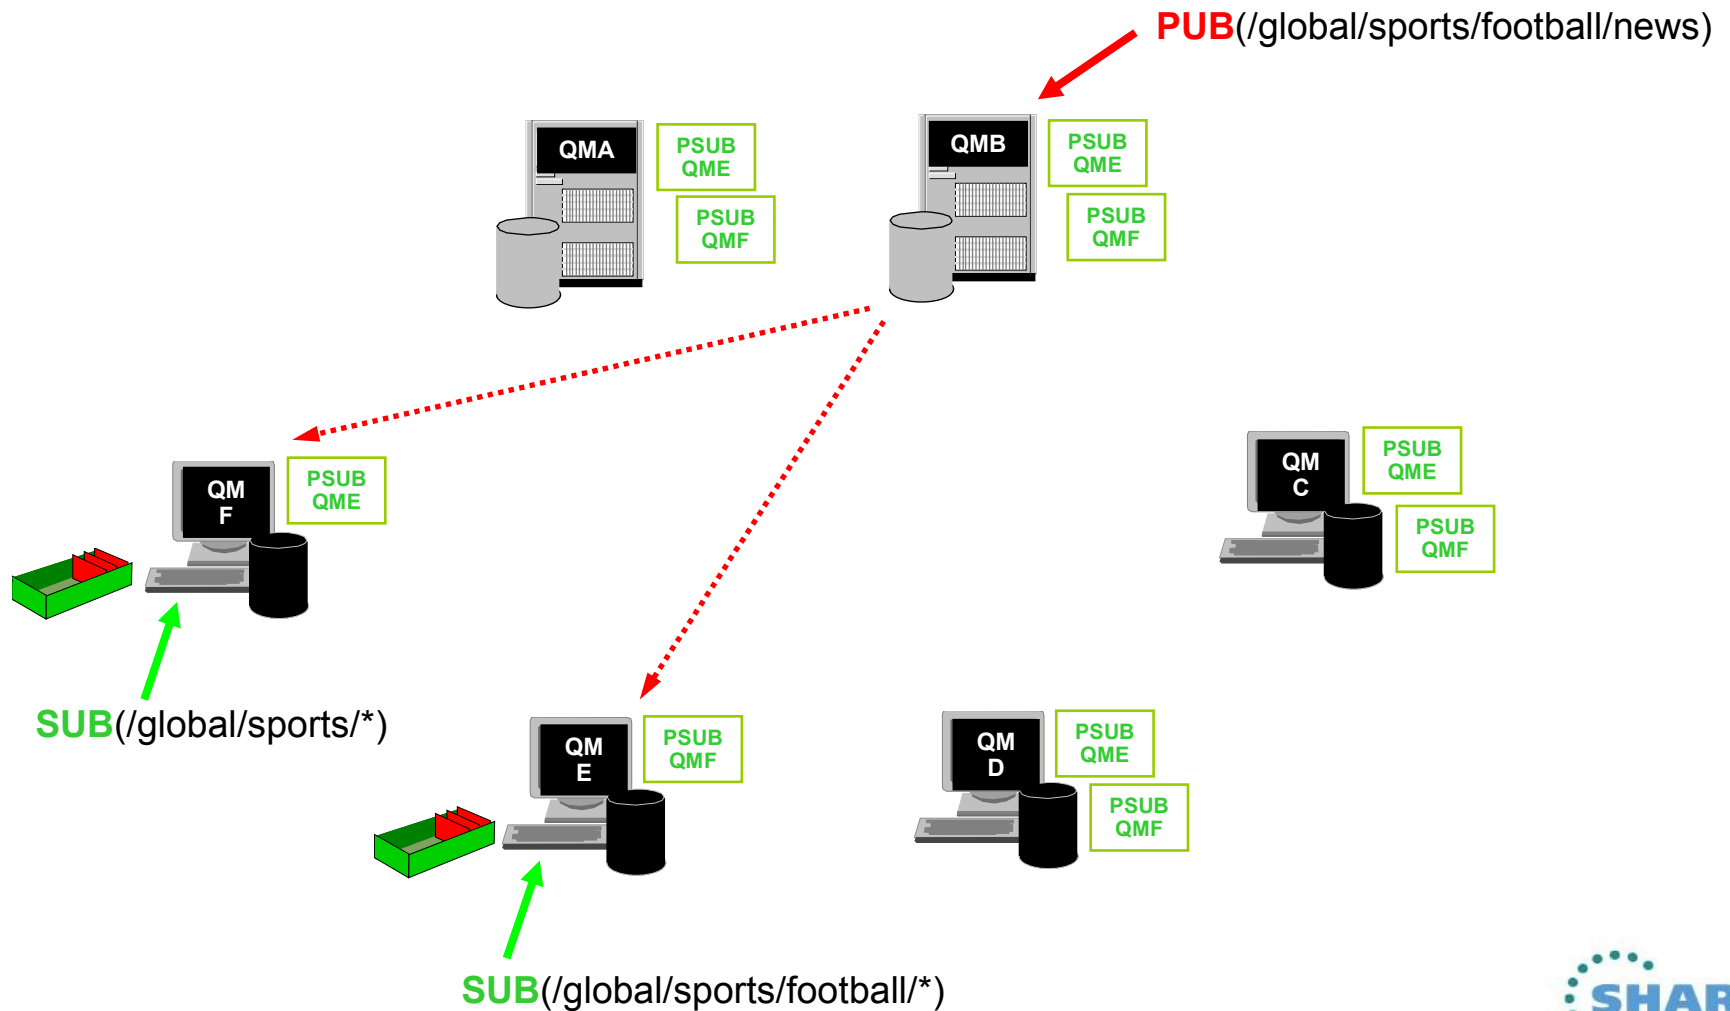 PUB(/global/sports/football/news)
QMA
PSUB
QME
PSUB
QMF
QMB
PSUB
QME
PSUB
QMF
QM
F
PSUB
QME
QM
C
PSUB
QME
PSUB
QMF
SUB(/global/sports/*)
QM
E
PSUB
QMF
QM
D
PSUB
QME
PSUB
QMF
SUB(/global/sports/football/*)